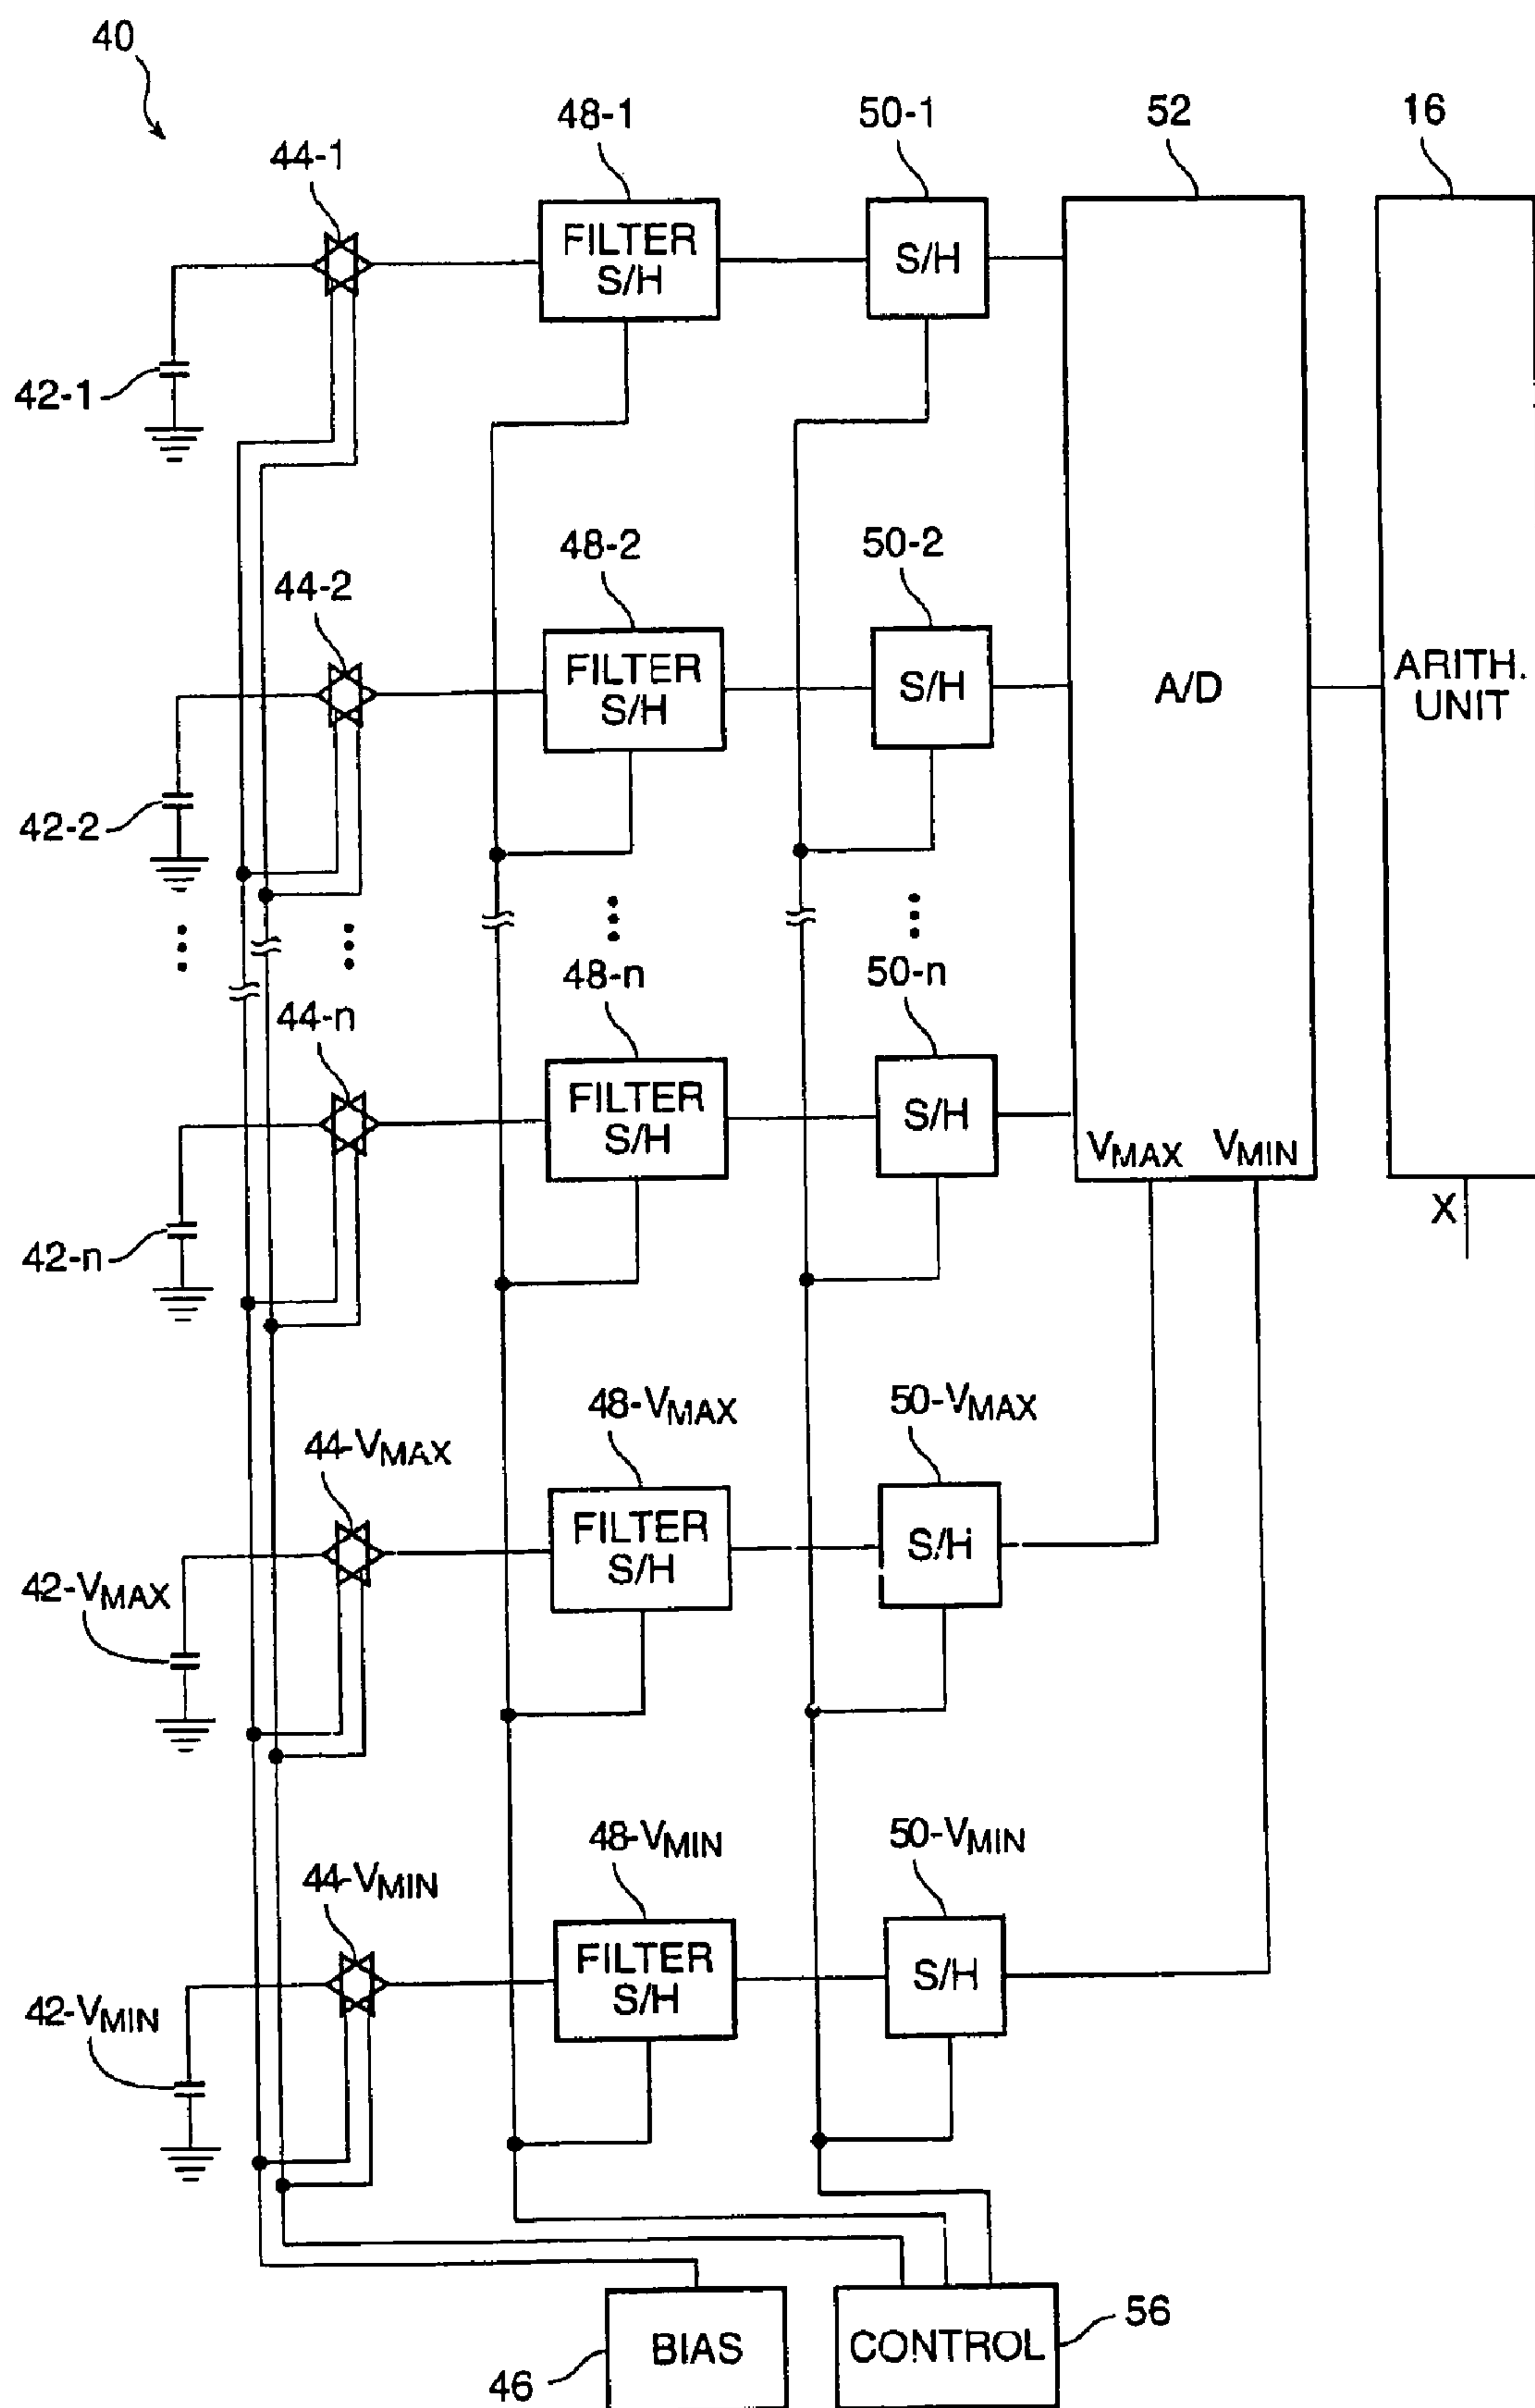 40
44-1
48-1
50-1
52
16
FILTER
S/H
S/H
42-1
44-2
48-2
50-2
FILTER
S/H
S/H
A/D
ARITH.
UNIT
42-2
44-n
48-n
50-n
FILTER
S/H
S/H
VMAX VMIN
X
42-n
44-VMAX
48-VMAX
50-VMAX
FILTER
S/H
S/H
42-VMAX
44-VMIN
48-VMIN
50-VMIN
FILTER
S/H
S/H
42-VMIN
BIAS
CONTROL
46
56